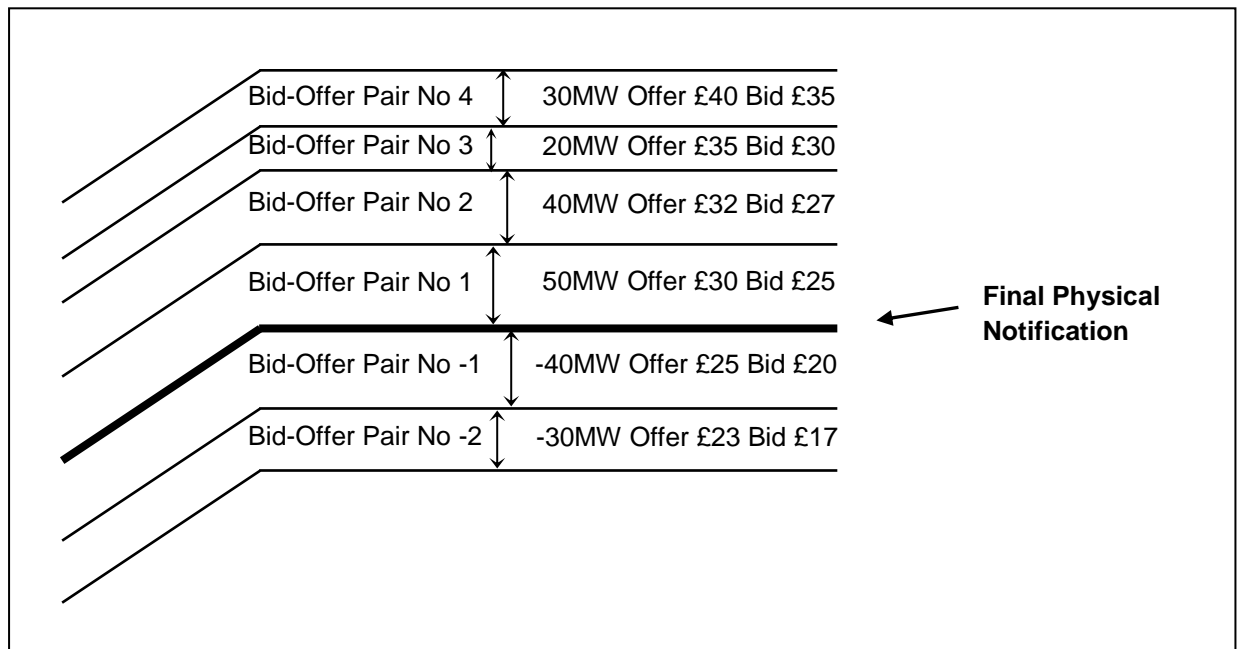 Bid-Offer Pair No 4 30MW Offer £40 Bid £35
Bid-Offer Pair No 3 20MW Offer £35 Bid £30
Bid-Offer Pair No 2 40MW Offer £32 Bid £27
Bid-Offer Pair No 1 50MW Offer £30 Bid £25
Final Physical
Notification
Bid-Offer Pair No -1 -40MW Offer £25 Bid £20
Bid-Offer Pair No -2 -30MW Offer £23 Bid £17